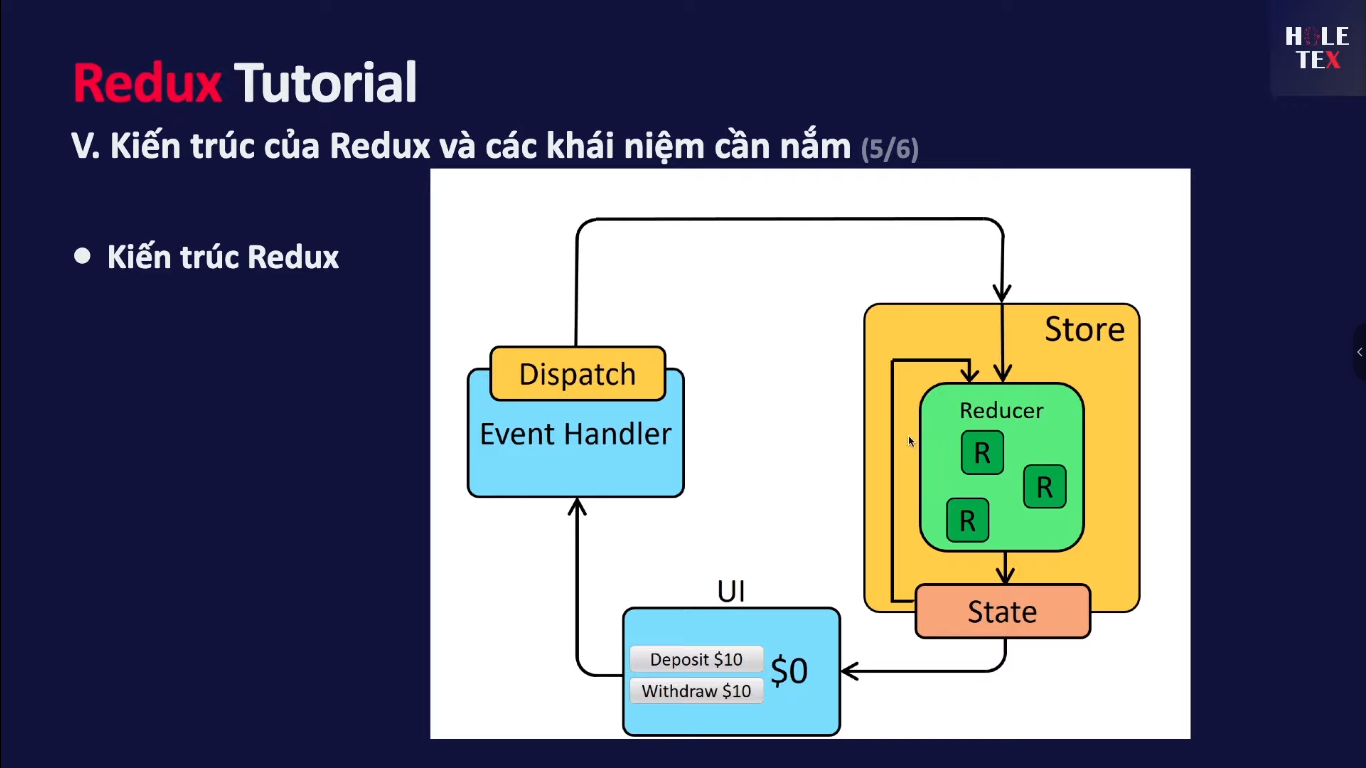 HOLE
TEX
Redux Tutorial
V. Kiến trúc của Redux và các khái niệm cần nắm (5/6)
Kiến trúc Redux
Store
Dispatch
Event Handler
Reducer
R
R
R
State
UI
Deposit $10
$0
Withdraw $10